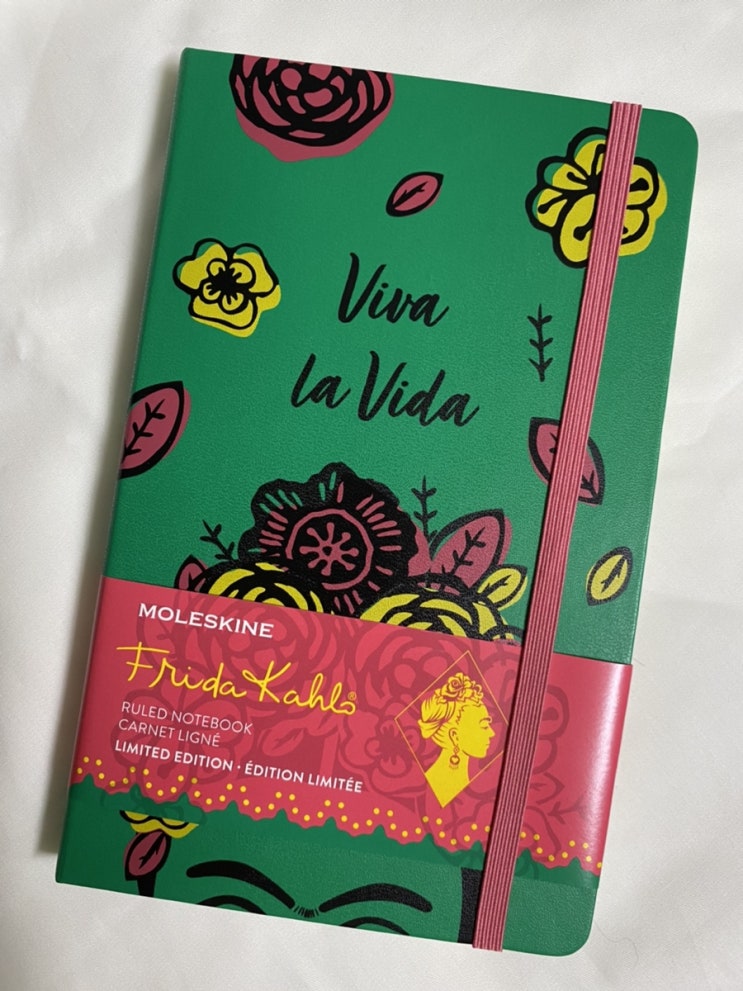 Viva
la Vida
MOLESKINE
Frida Kahlo®
RULED NOTEBOOK
CARNET LIGNÉ
LIMITED EDITION · ÉDITION LIMITÉE